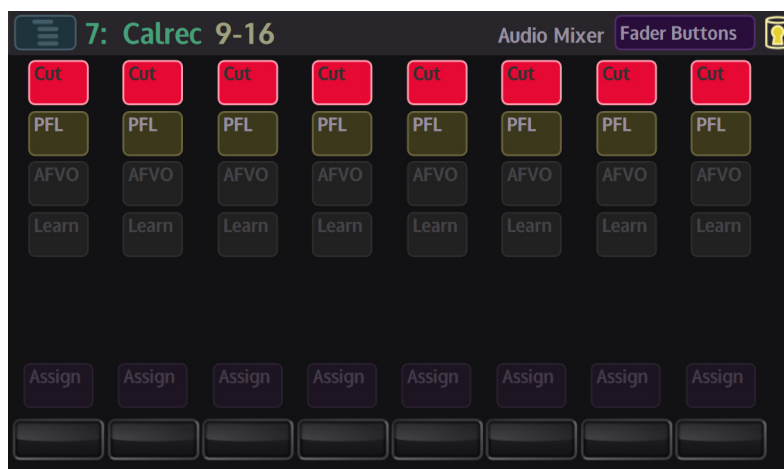 7: Calrec 9-16 Audio Mixer Fader Buttons
Cut Cut Cut Cut Cut Cut Cut Cut
PFL PFL PFL PFL PFL PFL PFL PFL
AFVO AFVO AFVO AFVO AFVO AFVO AFVO AFVO
Learn Learn Learn Learn Learn Learn Learn Learn
Assign Assign Assign Assign Assign Assign Assign Assign